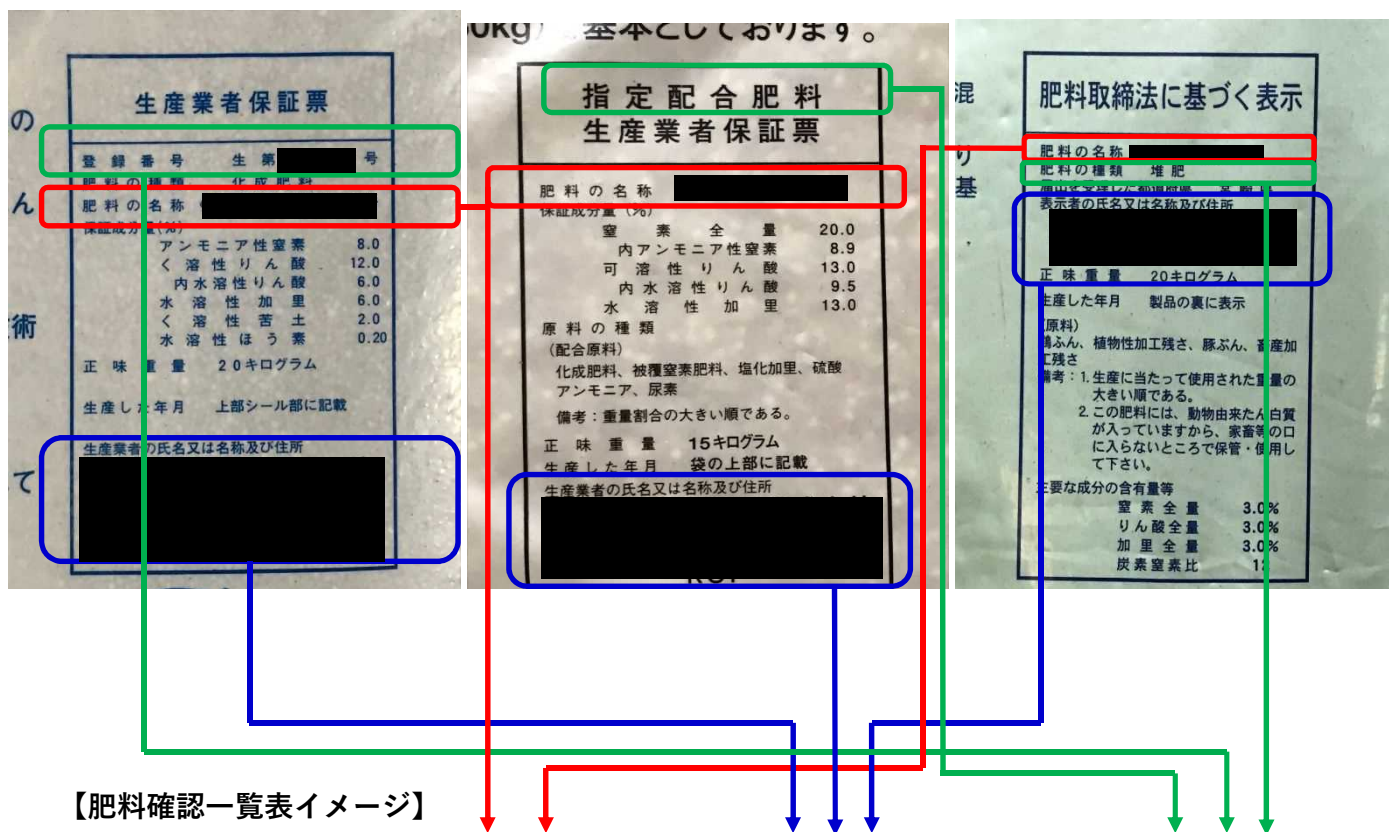 生産業者保証票
登録番号 生第 号
肥料の種類 化成肥料
肥料の名称
保証成分量(%)
アンモニア性窒素 8.0
く溶性りん酸 12.0
内水溶性りん酸 6.0
水溶性加里 6.0
く溶性苦土 2.0
水溶性ほう素 0.20
正味重量 20キログラム
生産した年月 上部シール部に記載
生産業者の氏名又は名称及び住所
の
ん
術
て
基本としております。
指定配合肥料
生産業者保証票
肥料の名称
保証成分量(%)
窒素全量 20.0
内アンモニア性窒素 8.9
可溶性りん酸 13.0
内水溶性りん酸 9.5
水溶性加里 13.0
原料の種類
(配合原料)
化成肥料、被覆窒素肥料、塩化加里、硫酸
アンモニア、尿素
備考:重量割合の大きい順である。
正味重量 15キログラム
生産した年月 袋の上部に記載
生産業者の氏名又は名称及び住所
混
り
基
肥料取締法に基づく表示
肥料の名称
肥料の種類 堆肥
届出を受理した都道府県
表示者の氏名又は名称及び住所
正味重量 20キログラム
生産した年月 製品の裏に表示
(原料)
鶏ふん、植物性加工残さ、豚ふん、畜産加
工残さ
備考:1.生産に当たって使用された重量の
大きい順である。
2.この肥料には、動物由来たん白質
が入っていますから、家畜等の口
に入らないところで保管・使用し
て下さい。
主要な成分の含有量等
窒素全量 3.0%
りん酸全量 3.0%
加里全量 3.0%
炭素窒素比
【肥料確認一覧表イメージ】